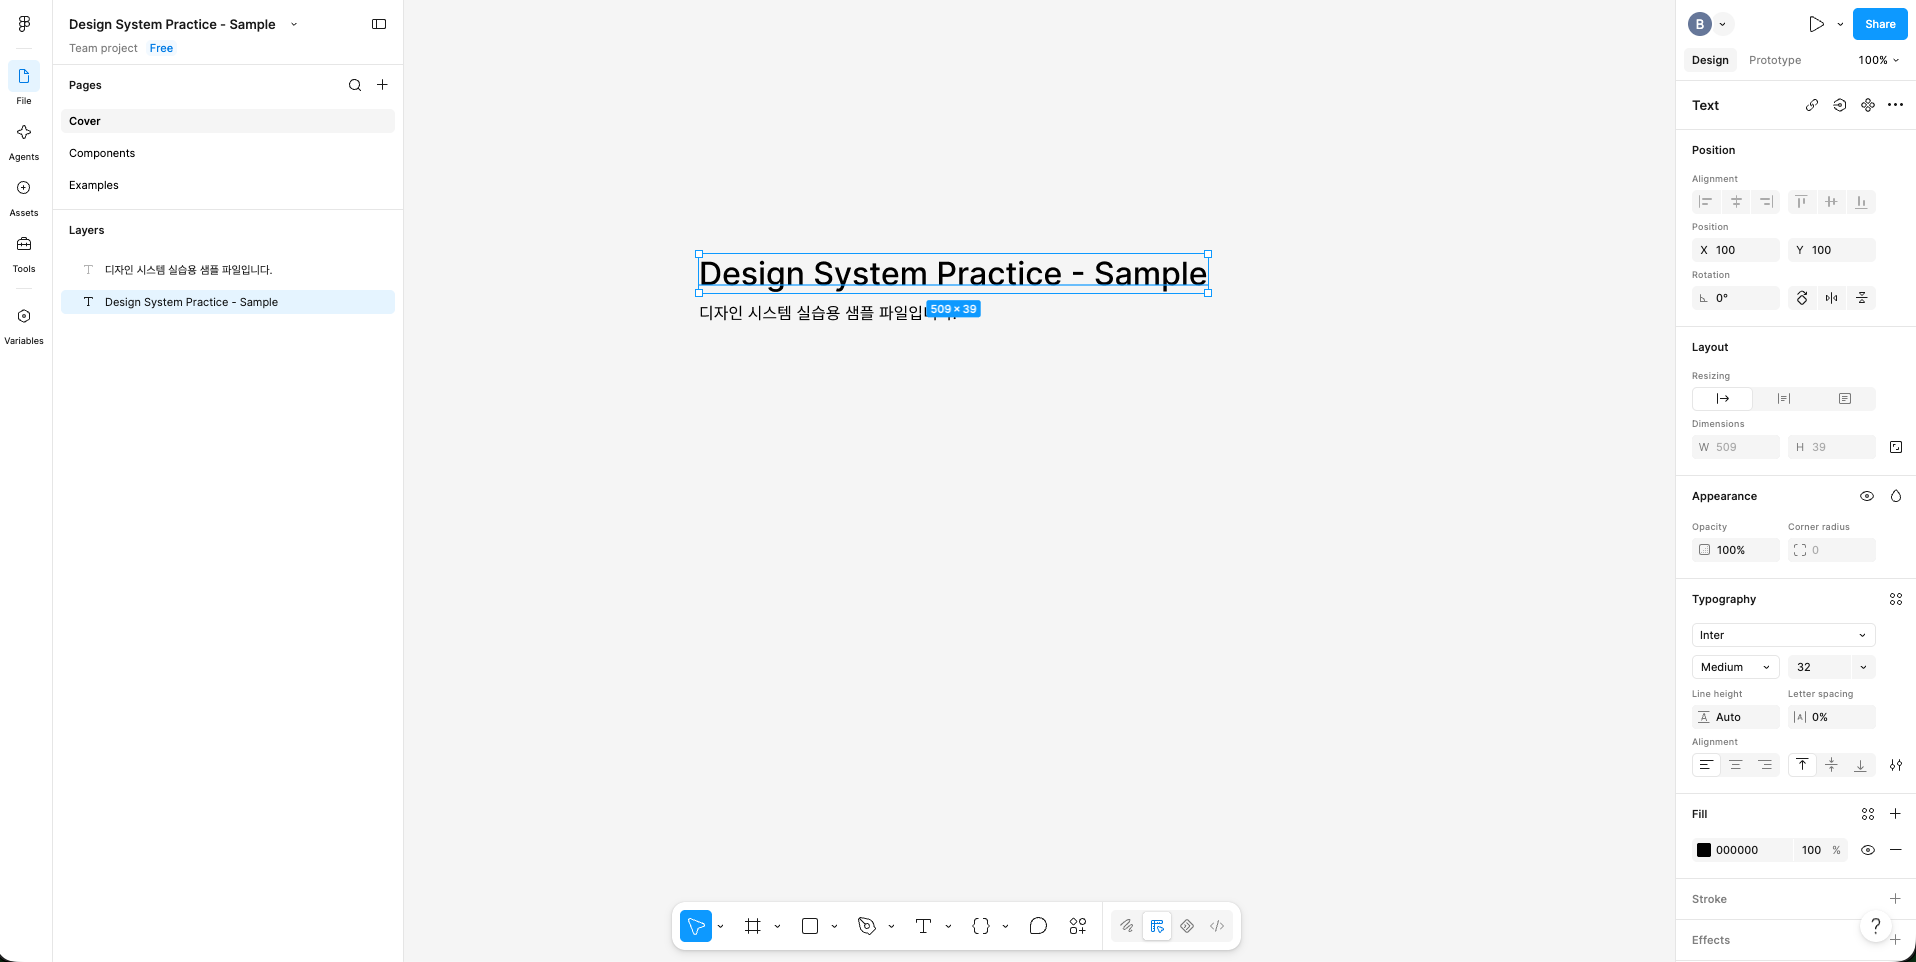 Design System Practice - Sample
Team project Free
File
Agents
Assets
Tools
Variables
Pages
Cover
Components
Examples
Layers
디자인 시스템 실습용 샘플 파일입니다.
Design System Practice - Sample
Design System Practice - Sample
디자인 시스템 실습용 샘플
509 × 39
B
Share
Design Prototype 100%
Text
Position
Alignment
Position
X 100 Y 100
Rotation
0°
Layout
Resizing
Dimensions
W 509 H 39
Appearance
Opacity Corner radius
100% 0
Typography
Inter
Medium 32
Line height Letter spacing
Auto 0%
Alignment
Fill
000000 100 %
Stroke
Effects
?